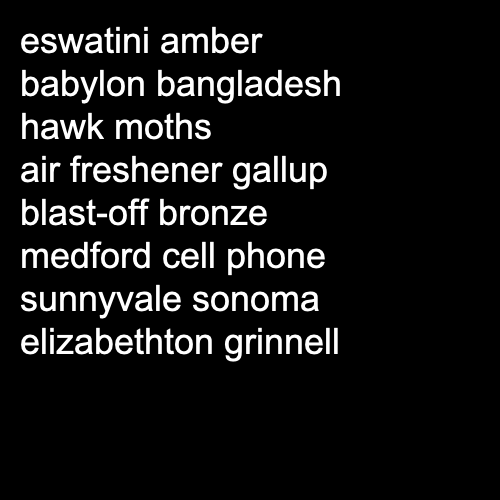 eswatini amber
babylon bangladesh
hawk moths
air freshener gallup
blast-off bronze
medford cell phone
sunnyvale sonoma
elizabethton grinnell